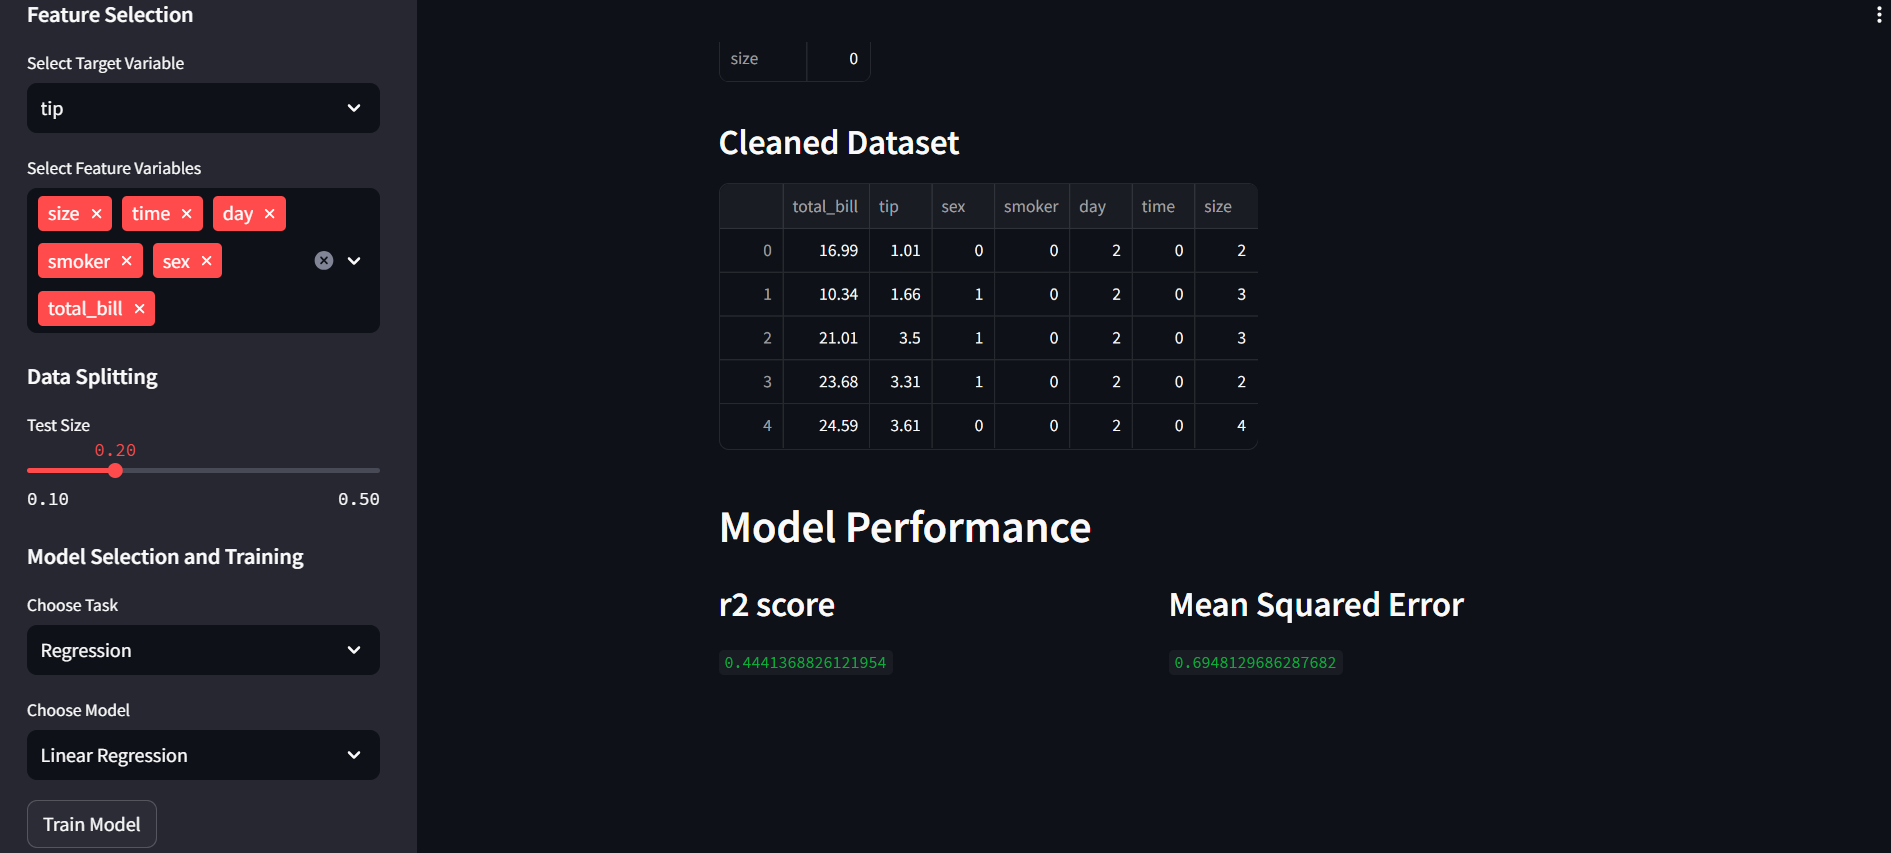 Feature Selection
Select Target Variable
tip
Select Feature Variables
size × time × day ×
smoker × sex ×
total_bill ×
Data Splitting
Test Size
0.20
0.10 0.50
Model Selection and Training
Choose Task
Regression
Choose Model
Linear Regression
Train Model
size 0
Cleaned Dataset
total_bill tip sex smoker day time size
0 16.99 1.01 0 0 2 0 2
1 10.34 1.66 1 0 2 0 3
2 21.01 3.5 1 0 2 0 3
3 23.68 3.31 1 0 2 0 2
4 24.59 3.61 0 0 2 0 4
Model Performance
r2 score Mean Squared Error
0.4441368826121954 0.6948129686287682